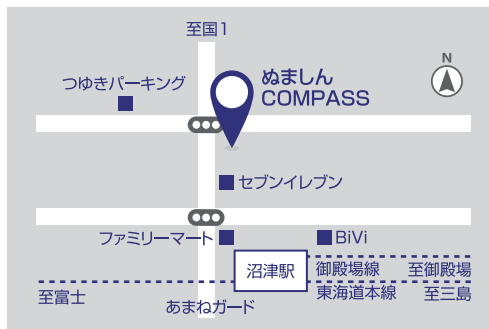 至国1
ぬましん
COMPASS
N
つゆきパーキング
セブンイレブン
ファミリーマート
BiVi
沼津駅
御殿場線
至御殿場
至富士
東海道本線
至三島
あまねガード